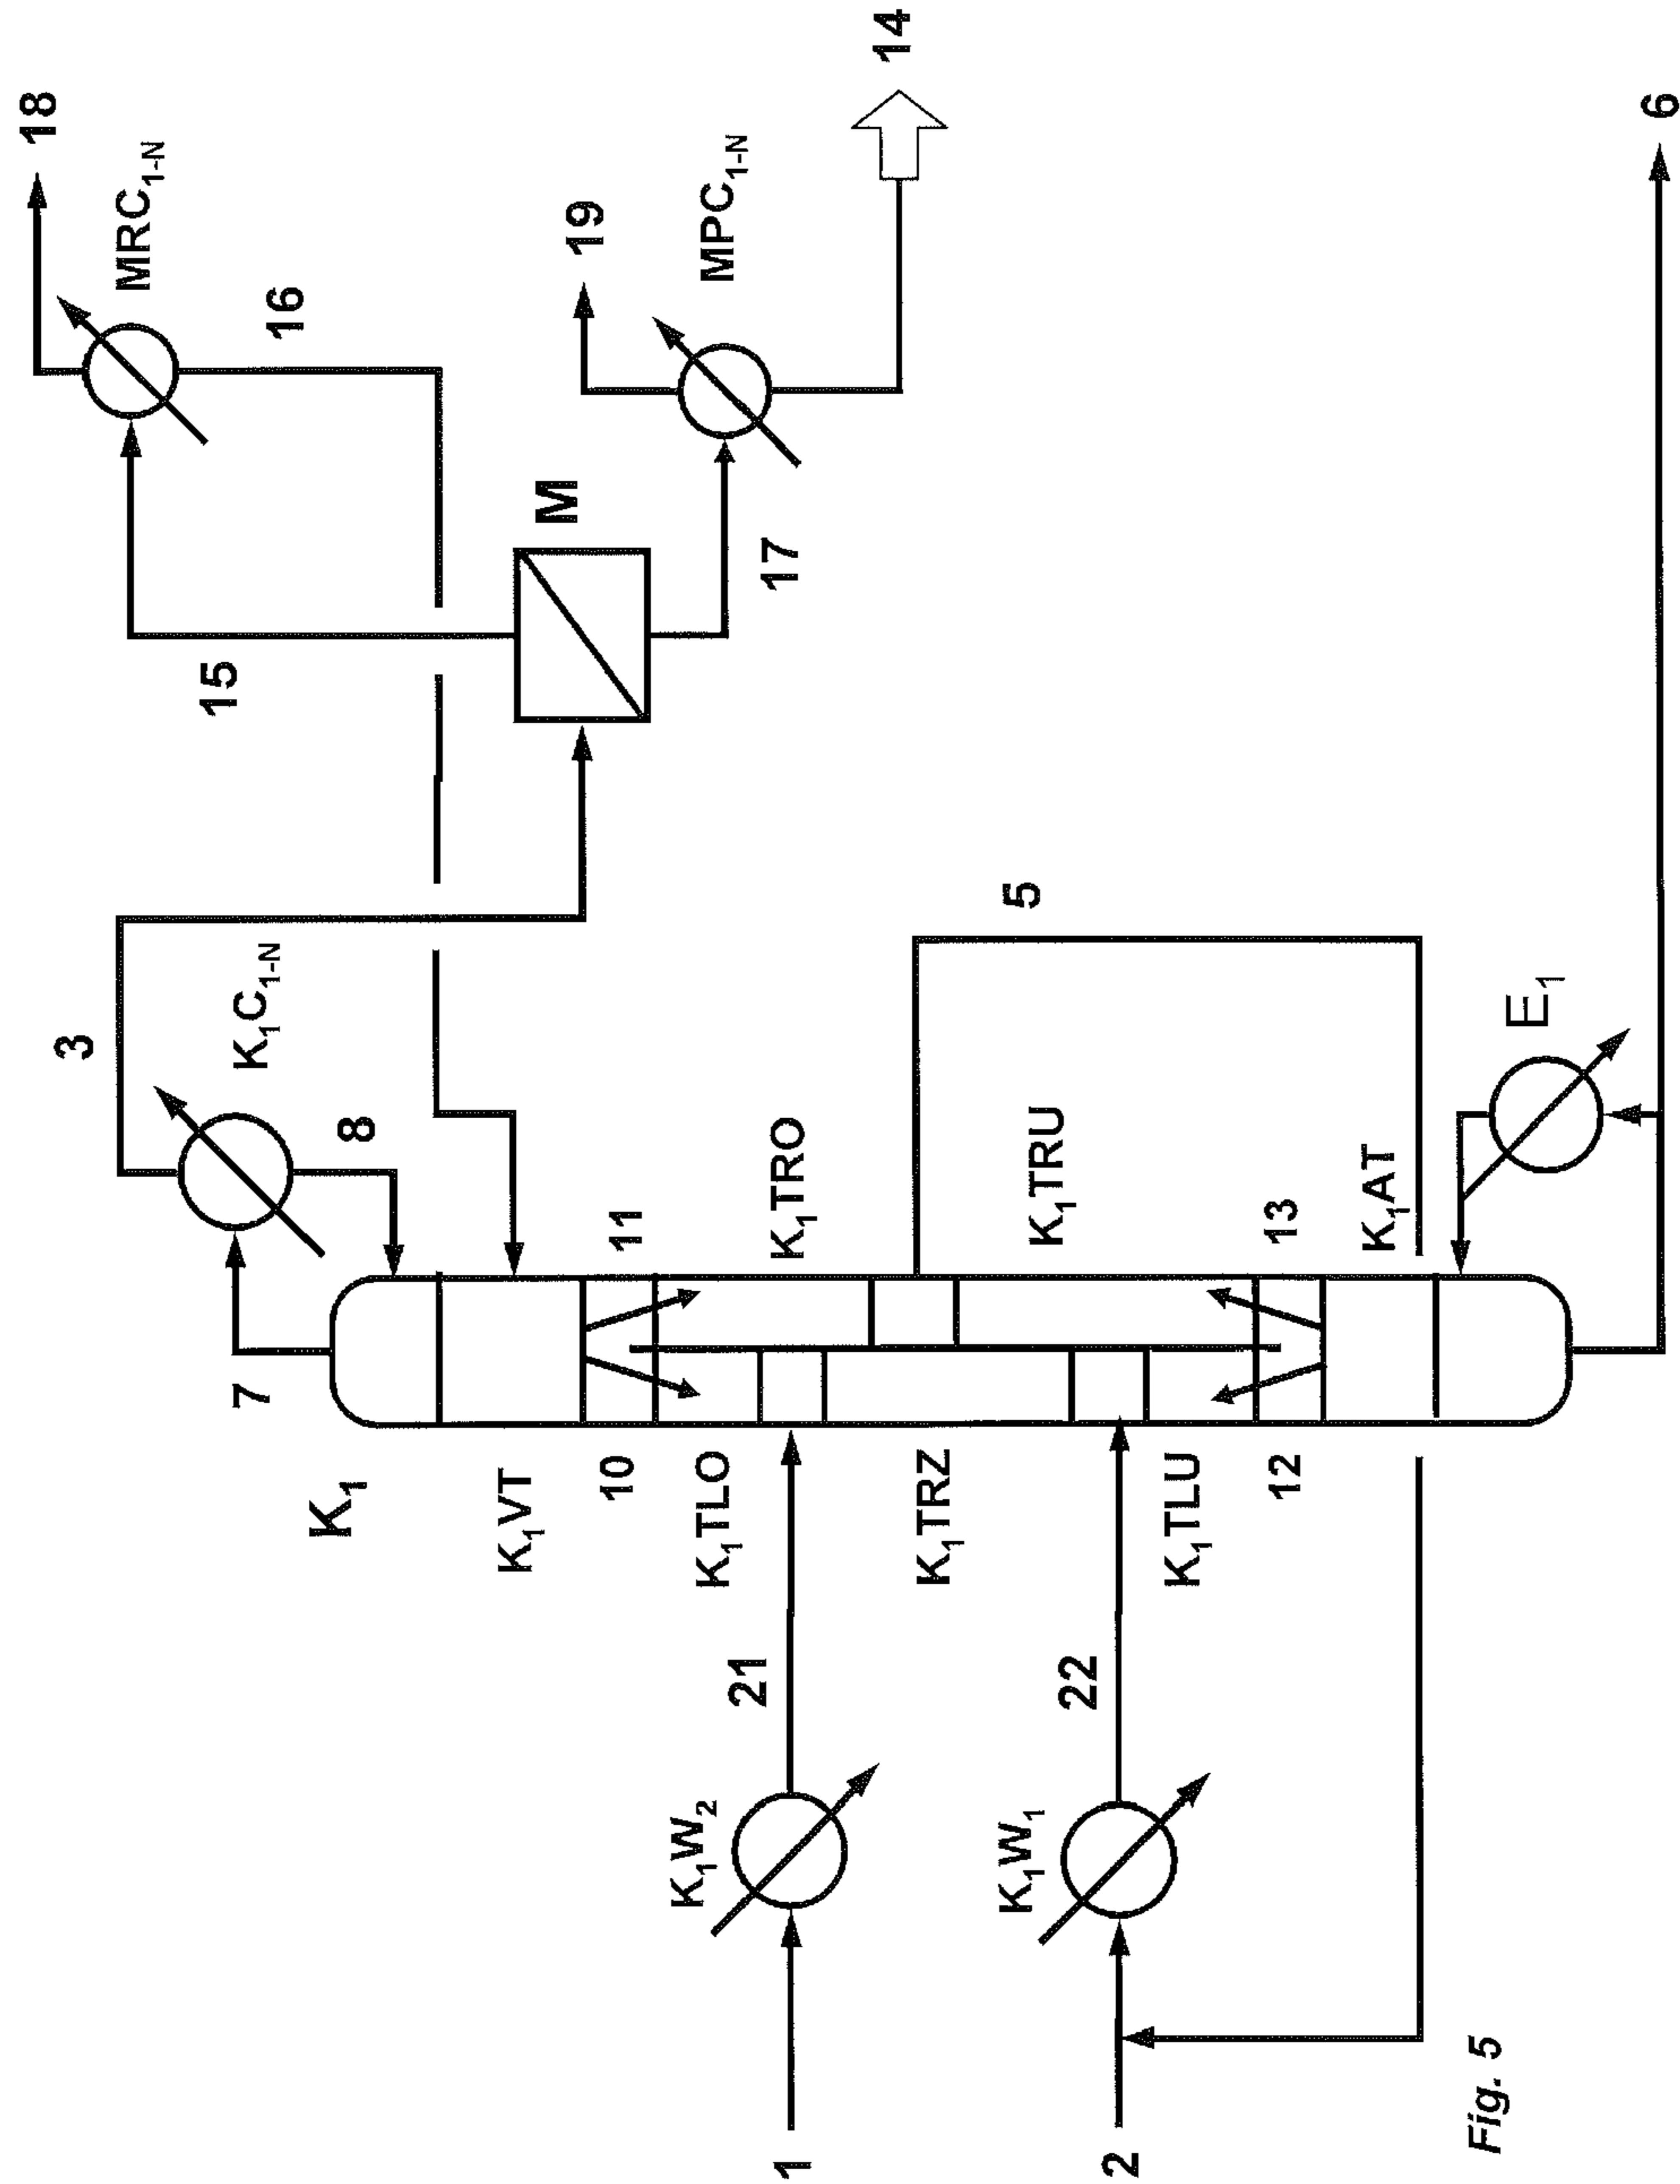 18
MRC1-N
16
15
3
K1C1-N
19
M
MPC1-N
14
17
7
8
K1
K1VT
10
11
K1TLO
K1TRO
5
K1W2
21
1
K1TRZ
K1TRU
K1W1
22
2
K1TLU
12
13
K1AT
E1
6
Fig. 5